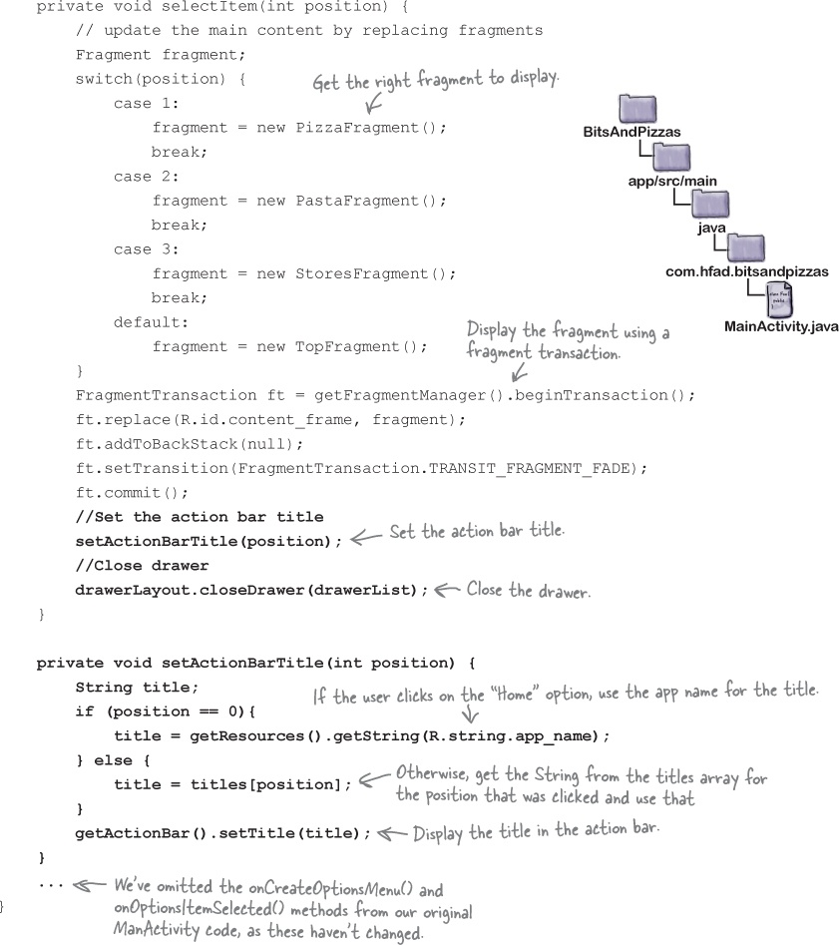 private void selectItem(int position) {
// update the main content by replacing fragments
Fragment fragment;
switch(position) {
Get the right fragment to display.
case 1:
fragment = new PizzaFragment();
break;
case 2:
fragment = new PastaFragment();
break;
case 3:
fragment = new StoresFragment();
break;
default:
fragment = new TopFragment();
}
BitsAndPizzas
app/src/main
java
com.hfad.bitsandpizzas
MainActivity.java
Display the fragment using a
fragment transaction.
FragmentTransaction ft = getFragmentManager().beginTransaction();
ft.replace(R.id.content_frame, fragment);
ft.addToBackStack(null);
ft.setTransition(FragmentTransaction.TRANSIT_FRAGMENT_FADE);
ft.commit();
//Set the action bar title
setActionBarTitle(position); Set the action bar title.
//Close drawer
drawerLayout.closeDrawer(drawerList); Close the drawer.
}
private void setActionBarTitle(int position) {
String title;
If the user clicks on the "Home" option, use the app name for the title.
if (position == 0){
title = getResources().getString(R.string.app_name);
} else {
title = titles[position];
Otherwise, get the String from the titles array for
the position that was clicked and use that
}
getActionBar().setTitle(title); Display the title in the action bar.
}
...
We've omitted the onCreateOptionsMenu() and
onOptionsItemSelected() methods from our original
ManActivity code, as these haven't changed.
}